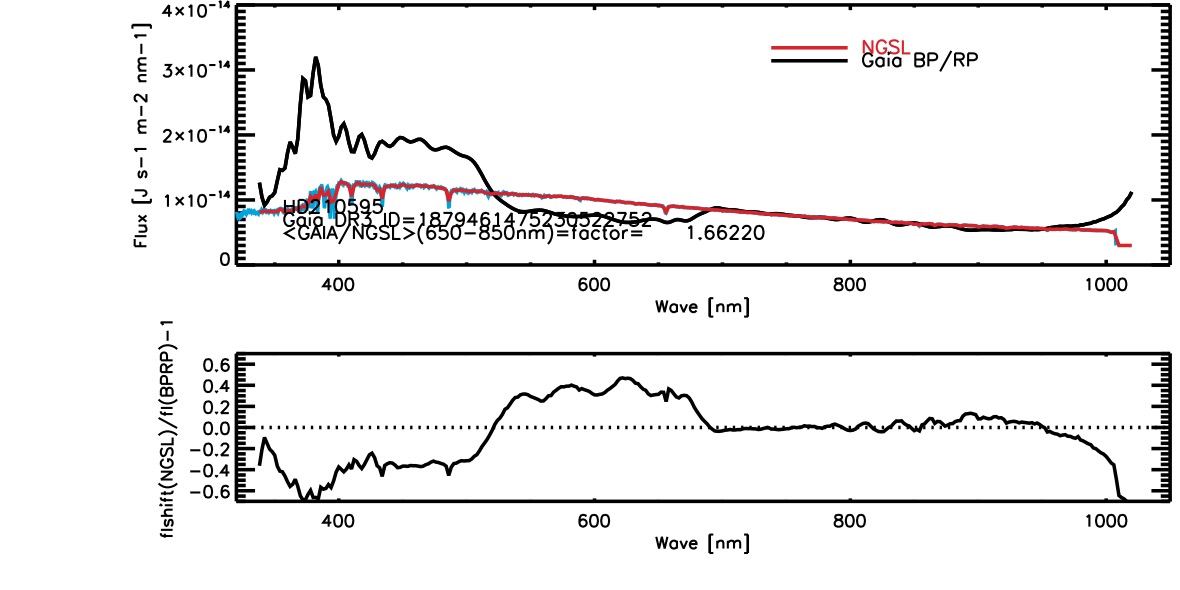 4×10⁻¹⁴
3×10⁻¹⁴
2×10⁻¹⁴
1×10⁻¹⁴
0
Flux [J s−1 m−2 nm−1]
NGSL
Gaia BP/RP
Gaia DR3 ID=
<GAIA/NGSL>(650−850nm)=factor= 1.66220
400 600 800 1000
Wave [nm]
flshift(NGSL)/fl(BPRP)−1
0.6
0.4
0.2
0.0
−0.2
−0.4
−0.6
400 600 800 1000
Wave [nm]